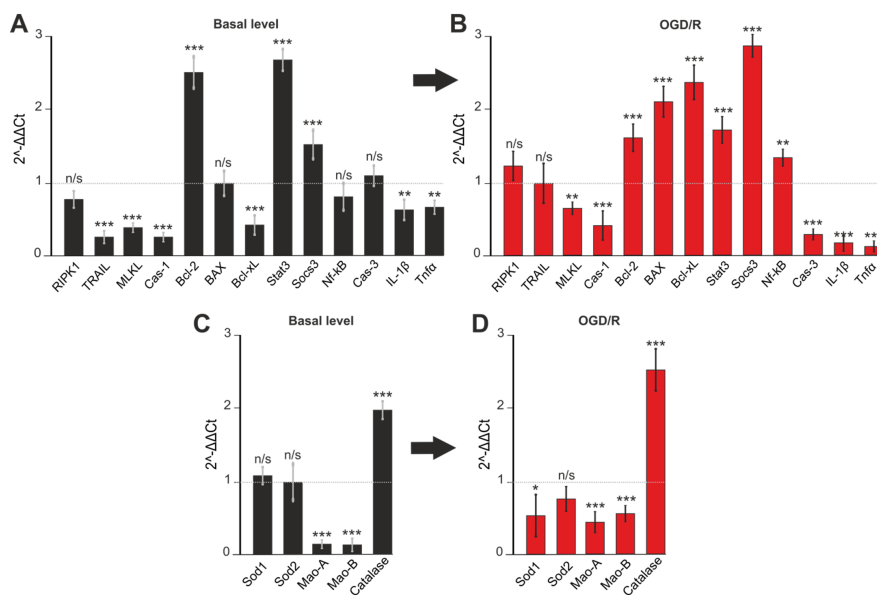 A
Basal level
3
2
1
0
2^-ΔΔCt
n/s
***
***
***
***
n/s
***
***
***
n/s
n/s
**
**
RIPK1
TRAIL
MLKL
Cas-1
Bcl-2
BAX
Bcl-xL
Stat3
Socs3
Nf-kB
Cas-3
IL-1β
Tnfα
B
OGD/R
3
2
1
0
2^-ΔΔCt
n/s
n/s
**
***
***
***
***
***
***
**
***
***
**
RIPK1
TRAIL
MLKL
Cas-1
Bcl-2
BAX
Bcl-xL
Stat3
Socs3
Nf-kB
Cas-3
IL-1β
Tnfα
C
Basal level
3
2
1
0
2^-ΔΔCt
n/s
n/s
***
***
***
Sod1
Sod2
Mao-A
Mao-B
Catalase
D
OGD/R
3
2
1
0
2^-ΔΔCt
*
n/s
***
***
***
Sod1
Sod2
Mao-A
Mao-B
Catalase